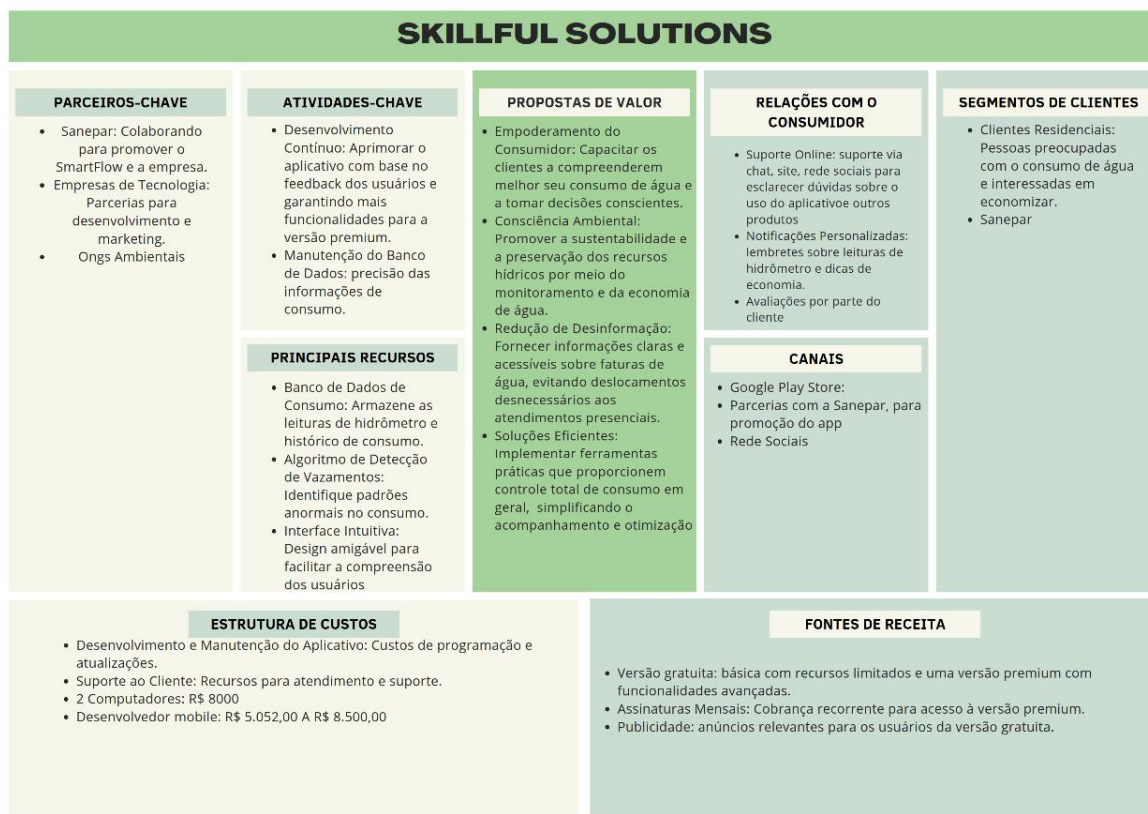 SKILLFUL SOLUTIONS
PARCEIROS-CHAVE
• Sanepar: Colaborando
para promover o
SmartFlow e a empresa.
• Empresas de Tecnologia:
Parcerias para
desenvolvimento e
marketing.
• Ongs Ambientais
ATIVIDADES-CHAVE
• Desenvolvimento
Contínuo: Aprimorar o
aplicativo com base no
feedback dos usuários e
garantindo mais
funcionalidades para a
versão premium.
• Manutenção do Banco
de Dados: precisão das
informações de
consumo.
PRINCIPAIS RECURSOS
• Banco de Dados de
Consumo: Armazene as
leituras de hidrômetro e
histórico de consumo.
• Algoritmo de Detecção
de Vazamentos:
Identifique padrões
anormais no consumo.
• Interface Intuitiva:
Design amigável para
facilitar a compreensão
dos usuários
PROPOSTAS DE VALOR
• Empoderamento do
Consumidor: Capacitar os
clientes a compreenderem
melhor seu consumo de água e
a tomar decisões conscientes.
• Consciência Ambiental:
Promover a sustentabilidade e
a preservação dos recursos
hídricos por meio do
monitoramento e da economia
de água.
• Redução de Desinformação:
Fornecer informações claras e
acessíveis sobre faturas de
água, evitando deslocamentos
desnecessários aos
atendimentos presenciais.
• Soluções Eficientes:
Implementar ferramentas
práticas que proporcionem
controle total de consumo em
geral, simplificando o
acompanhamento e otimização
RELAÇÕES COM O
CONSUMIDOR
• Suporte Online: suporte via
chat, site, rede sociais para
esclarecer dúvidas sobre o
uso do aplicativoe outros
produtos
• Notificações Personalizadas:
lembretes sobre leituras de
hidrômetro e dicas de
economia.
• Avaliações por parte do
cliente
CANAIS
• Google Play Store:
• Parcerias com a Sanepar, para
promoção do app
• Rede Sociais
SEGMENTOS DE CLIENTES
• Clientes Residenciais:
Pessoas preocupadas
com o consumo de água
e interessadas em
economizar.
• Sanepar
ESTRUTURA DE CUSTOS
• Desenvolvimento e Manutenção do Aplicativo: Custos de programação e
atualizações.
• Suporte ao Cliente: Recursos para atendimento e suporte.
• 2 Computadores: R$ 8000
• Desenvolvedor mobile: R$ 5.052,00 A R$ 8.500,00
FONTES DE RECEITA
• Versão gratuita: básica com recursos limitados e uma versão premium com
funcionalidades avançadas.
• Assinaturas Mensais: Cobrança recorrente para acesso à versão premium.
• Publicidade: anúncios relevantes para os usuários da versão gratuita.